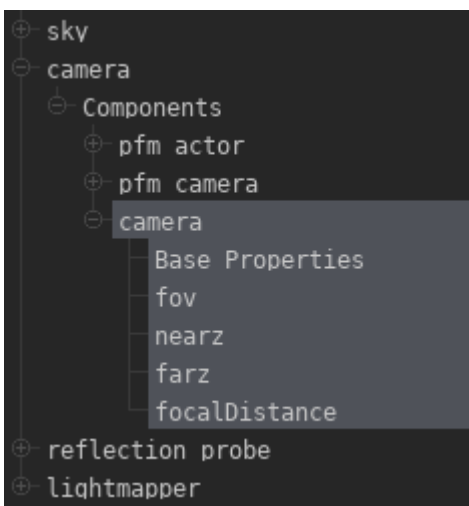 sky
camera
Components
pfm actor
pfm camera
camera
Base Properties
fov
nearz
farz
focalDistance
reflection probe
lightmapper